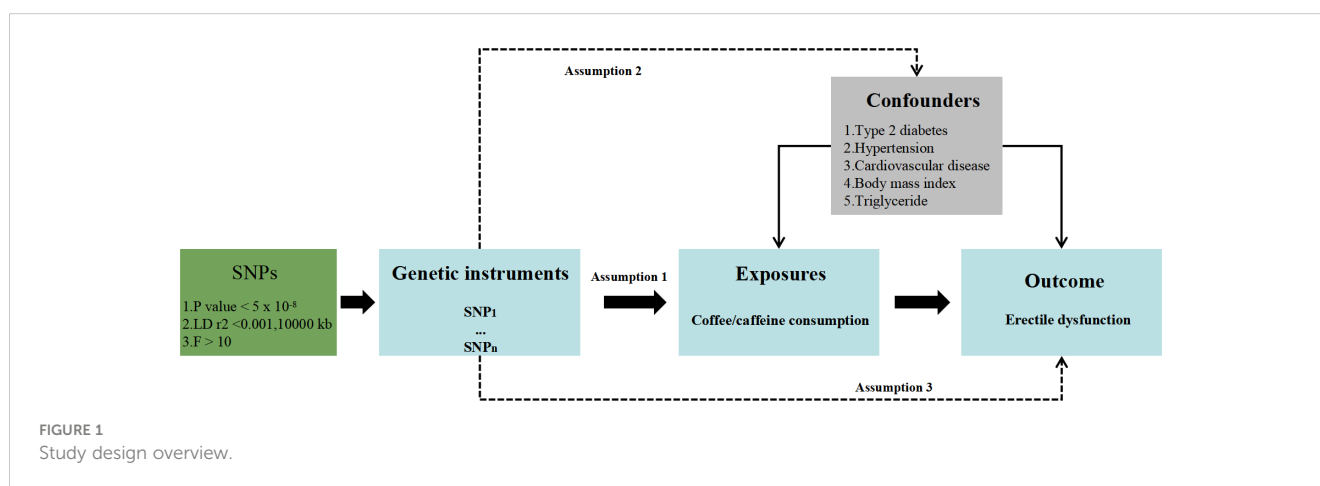 Assumption 2
Confounders
1.Type 2 diabetes
2.Hypertension
3.Cardiovascular disease
4.Body mass index
5.Triglyceride
SNPs
1.P value < 5 x 10-8
2.LD r2 <0.001,10000 kb
3.F > 10
Genetic instruments
SNP1
...
SNPn
Assumption 1
Exposures
Coffee/caffeine consumption
Outcome
Erectile dysfunction
Assumption 3
FIGURE 1
Study design overview.